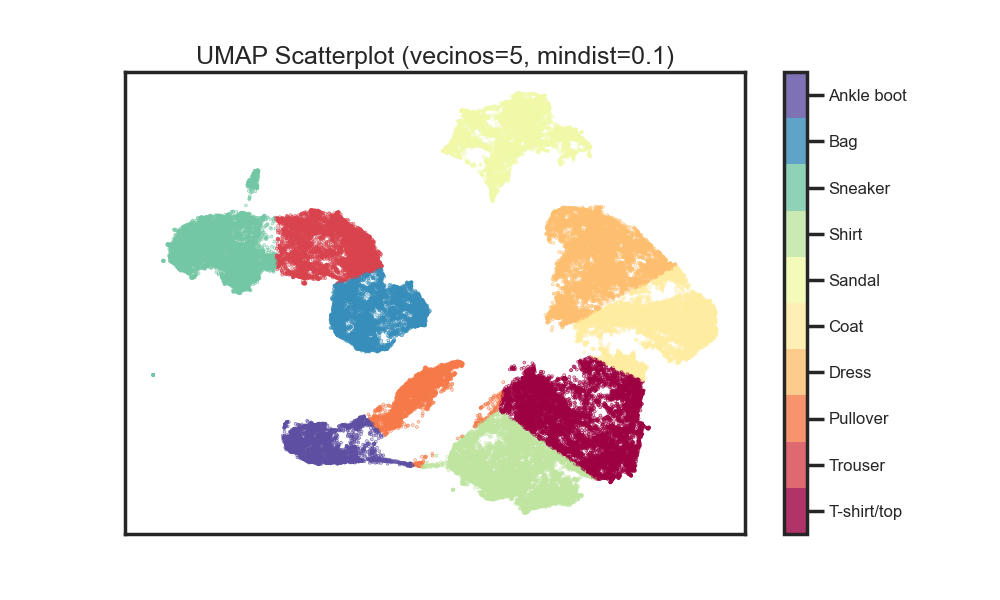 UMAP Scatterplot (vecinos=5, mindist=0.1)
Ankle boot
Bag
Sneaker
Shirt
Sandal
Coat
Dress
Pullover
Trouser
T-shirt/top